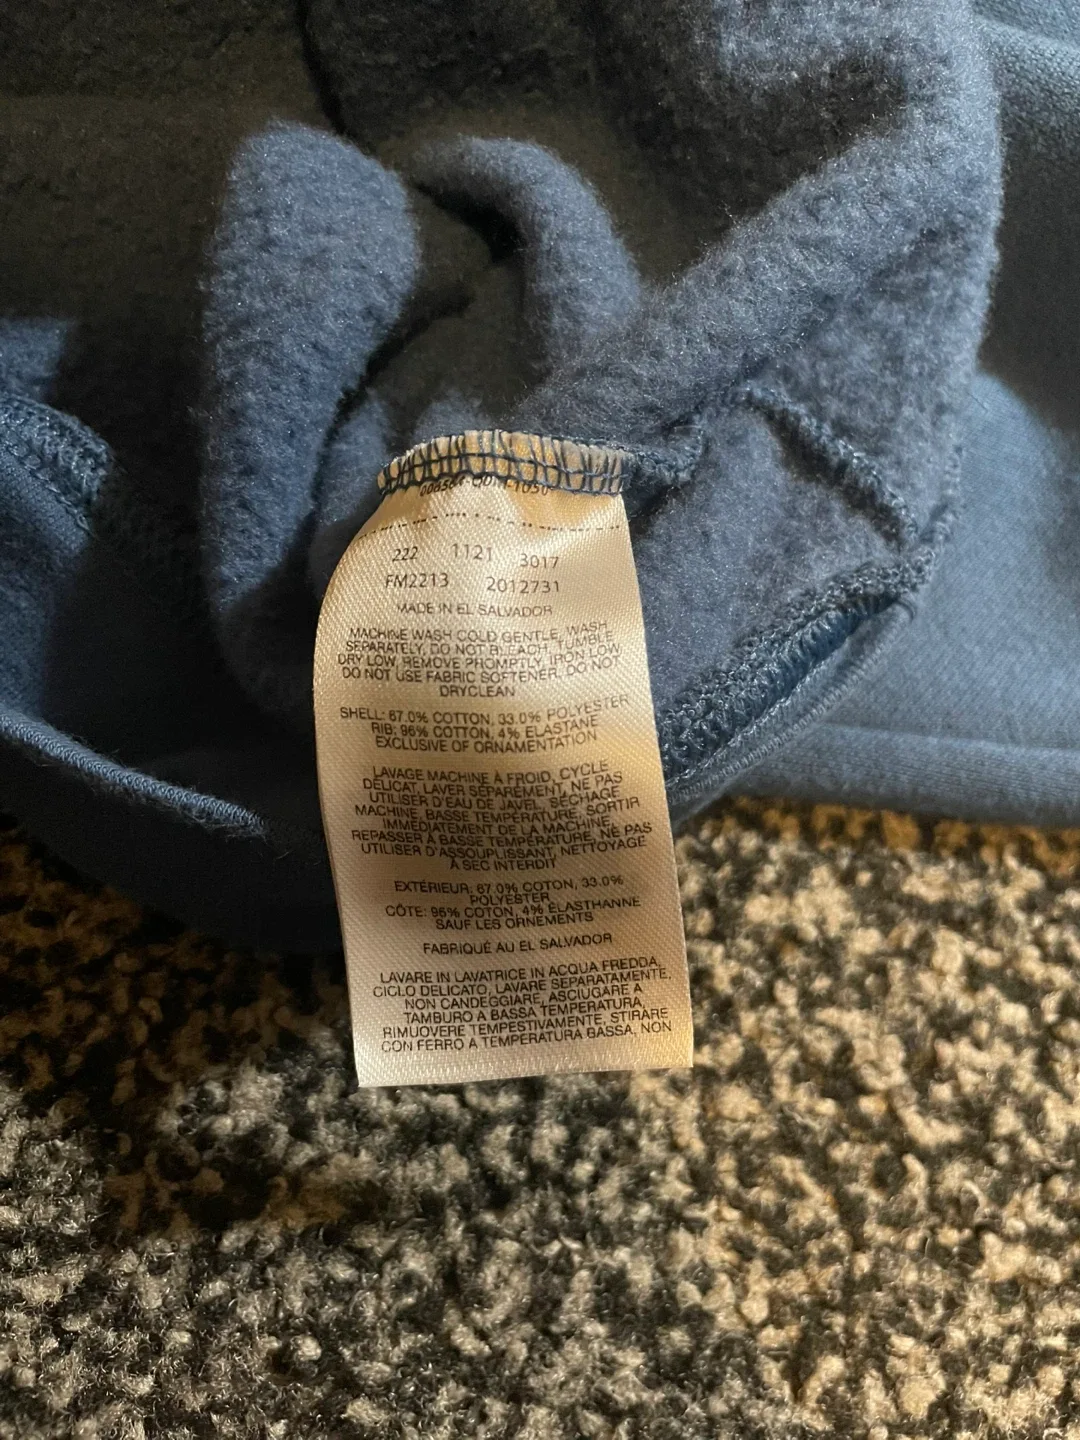 222 1121 3017
FM2213 2012731
MADE IN EL SALVADOR
MACHINE WASH COLD GENTLE, WASH
SEPARATELY, DO NOT BLEACH, TUMBLE
DRY LOW, REMOVE PROMPTLY, IRON LOW
DO NOT USE FABRIC SOFTENER, DO NOT
DRYCLEAN
SHELL: 67.0% COTTON, 33.0% POLYESTER
RIB: 96% COTTON, 4% ELASTANE
EXCLUSIVE OF ORNAMENTATION
LAVAGE MACHINE À FROID, CYCLE
DÉLICAT, LAVER SÉPARÉMENT, NE PAS
UTILISER D'EAU DE JAVEL, SÉCHAGE
MACHINE, BASSE TEMPÉRATURE, SORTIR
IMMÉDIATEMENT DE LA MACHINE,
REPASSER À BASSE TEMPÉRATURE, NE PAS
UTILISER D'ASSOUPLISSANT, NETTOYAGE
À SEC INTERDIT
EXTÉRIEUR: 67.0% COTON, 33.0%
POLYESTER
CÔTE: 96% COTON, 4% ÉLASTHANNE
SAUF LES ORNEMENTS
FABRIQUÉ AU EL SALVADOR
LAVARE IN LAVATRICE IN ACQUA FREDDA,
CICLO DELICATO, LAVARE SEPARATAMENTE,
NON CANDEGGIARE, ASCIUGARE A
TAMBURO A BASSA TEMPERATURA,
RIMUOVERE TEMPESTIVAMENTE, STIRARE
CON FERRO A TEMPERATURA BASSA, NON